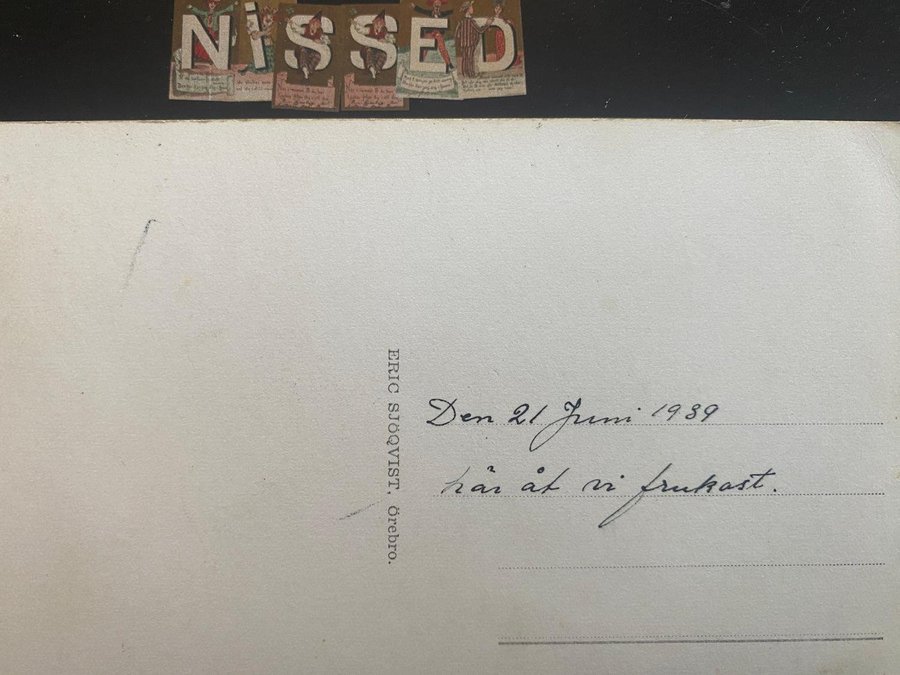 NiSSED
ERIC SJÖQVIST, Örebro.
Den 21 Juni 1939
här åt vi frukost.